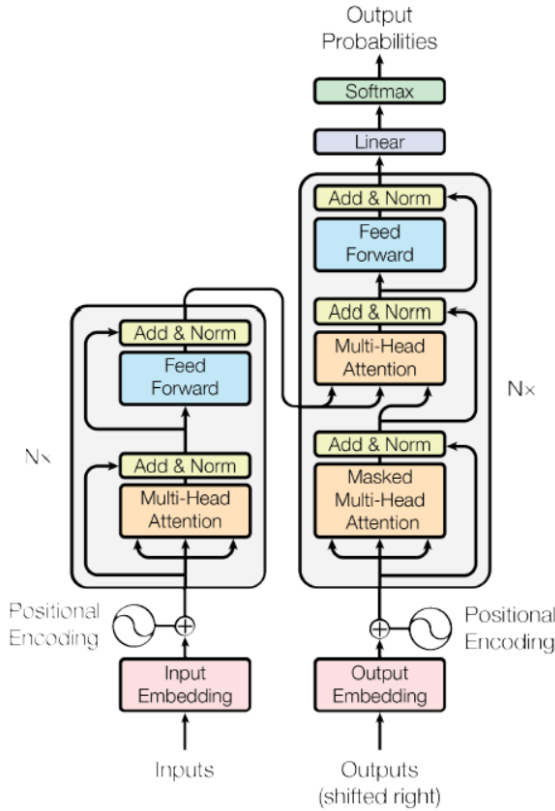 Output
Probabilities
Softmax
Linear
Add & Norm
Feed
Forward
Add & Norm
Multi-Head
Attention
Nx
Add & Norm
Masked
Multi-Head
Attention
Add & Norm
Feed
Forward
Nx
Add & Norm
Multi-Head
Attention
Positional
Encoding
Positional
Encoding
Input
Embedding
Output
Embedding
Inputs
Outputs
(shifted right)